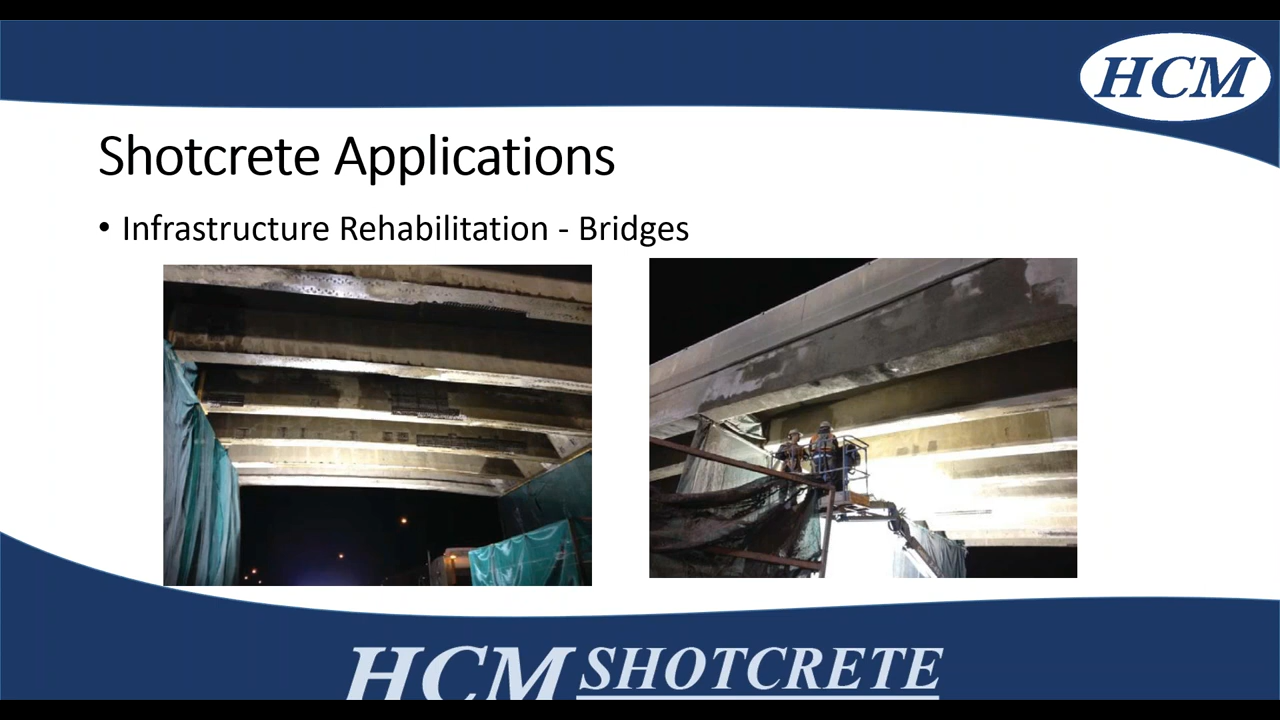 HCM
Shotcrete Applications
• Infrastructure Rehabilitation - Bridges
HCM SHOTCRETE